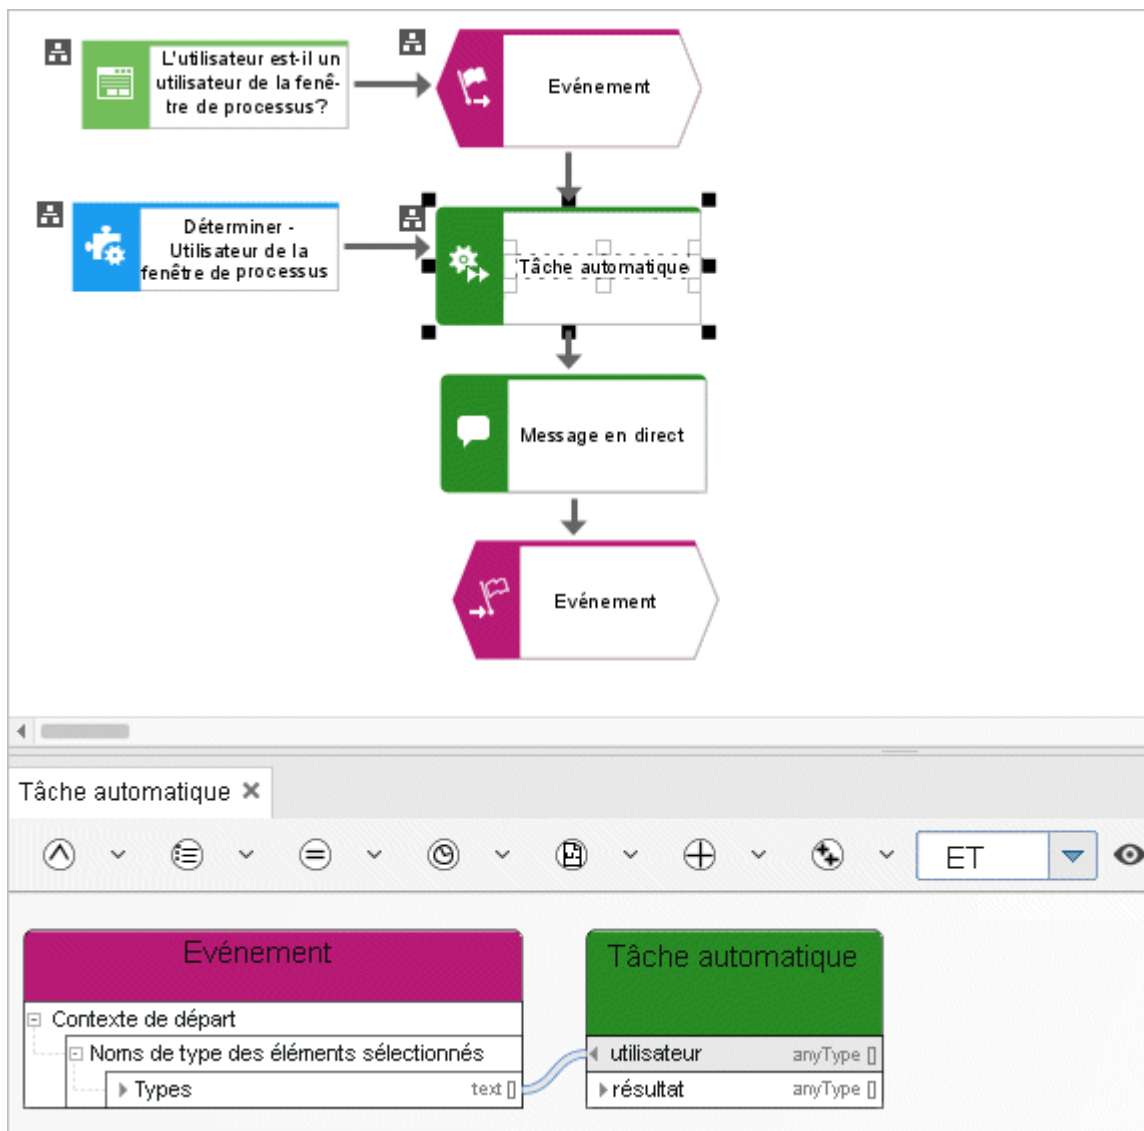 L'utilisateur est-il un
utilisateur de la fenê-
tre de processus?
Evénement
Déterminer -
Utilisateur de la
fenêtre de processus
Tâche automatique
Message en direct
Evénement
Tâche automatique
ET
Evénement
Contexte de départ
Noms de type des éléments sélectionnés
Types text []
Tâche automatique
utilisateur anyType []
résultat anyType []